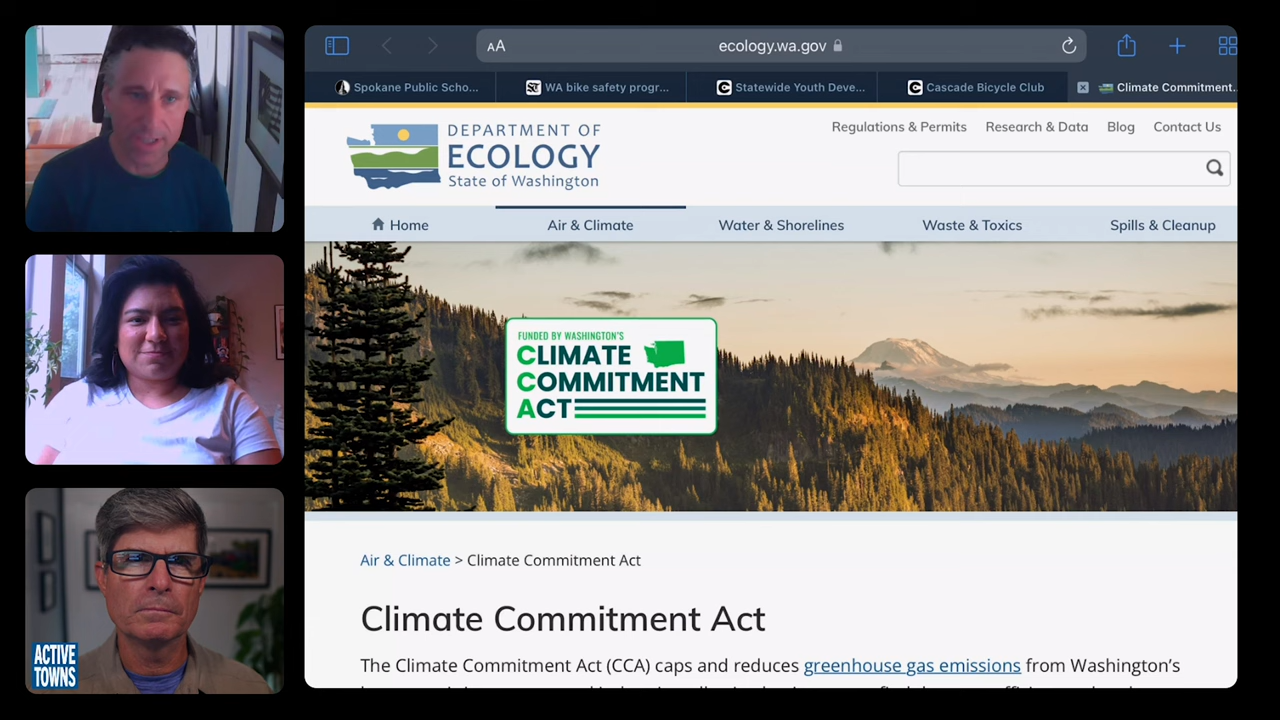 AA
ecology.wa.gov
Spokane Public Scho...
WA bike safety progr...
Statewide Youth Deve...
Cascade Bicycle Club
Climate Commitment...
Regulations & Permits
Research & Data
Blog
Contact Us
DEPARTMENT OF
ECOLOGY
State of Washington
Home
Air & Climate
Water & Shorelines
Waste & Toxics
Spills & Cleanup
FUNDED BY WASHINGTON'S
CLIMATE
COMMITMENT
ACT
Air & Climate > Climate Commitment Act
Climate Commitment Act
The Climate Commitment Act (CCA) caps and reduces greenhouse gas emissions from Washington's
ACTIVE
TOWNS